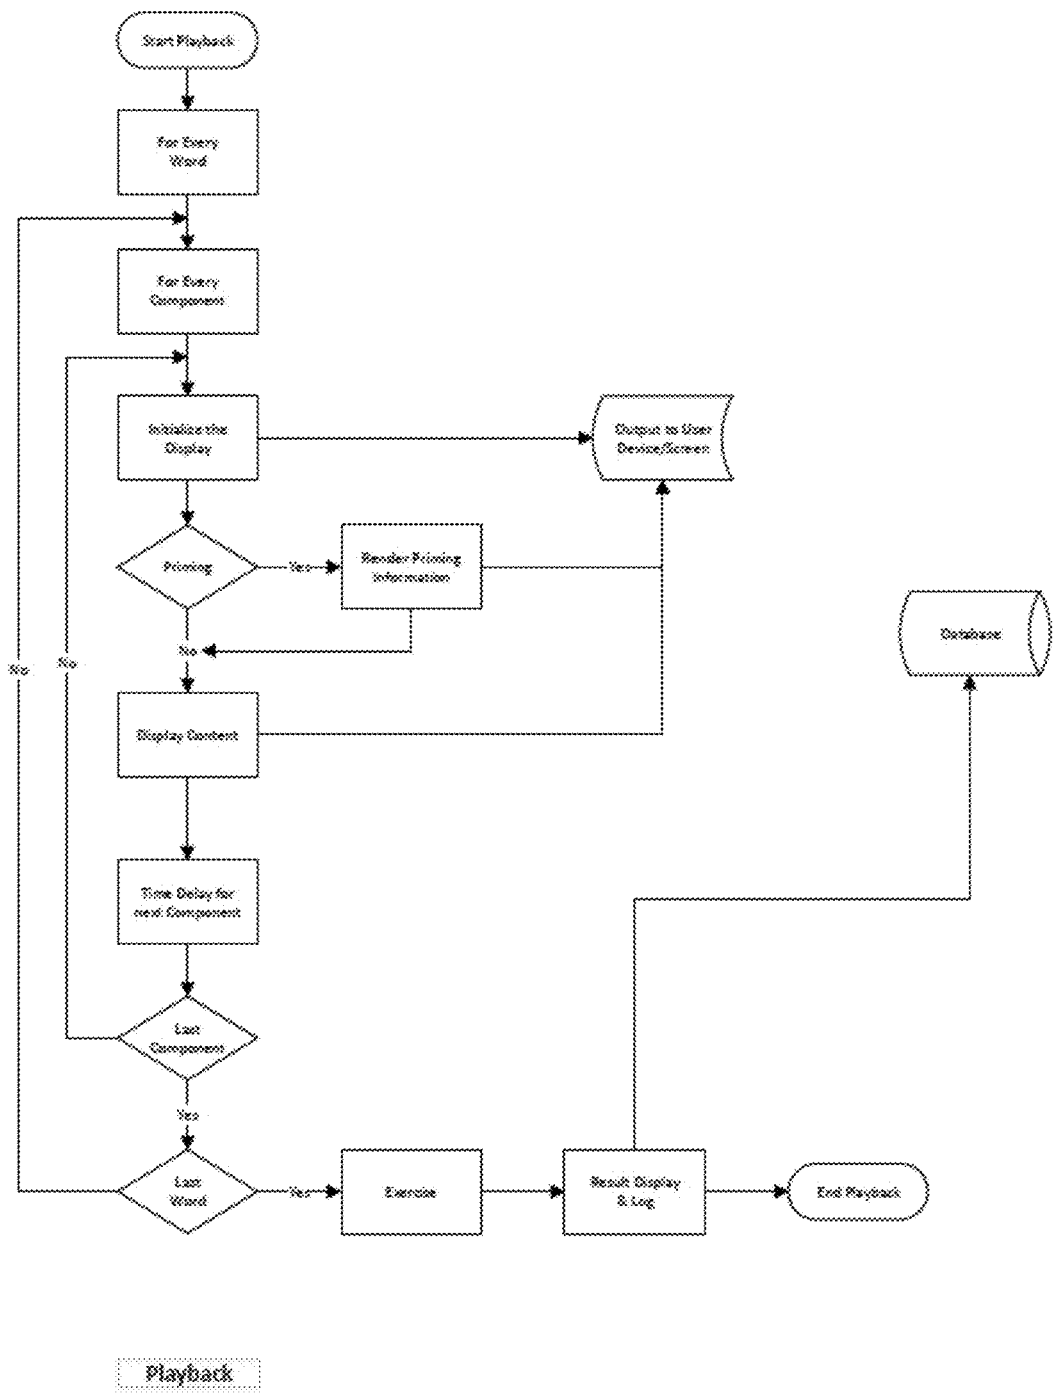 Start Playback
For Every
Word
For Every
Component
Initialize the
Display
Output to User
Device/Screen
Priming
Yes
Render Priming
Information
No
Database
No
No
Display Content
Time Delay for
next Component
Last
Component
Yes
Last
Word
Yes
Exercise
Result Display
& Log
End Playback
Playback